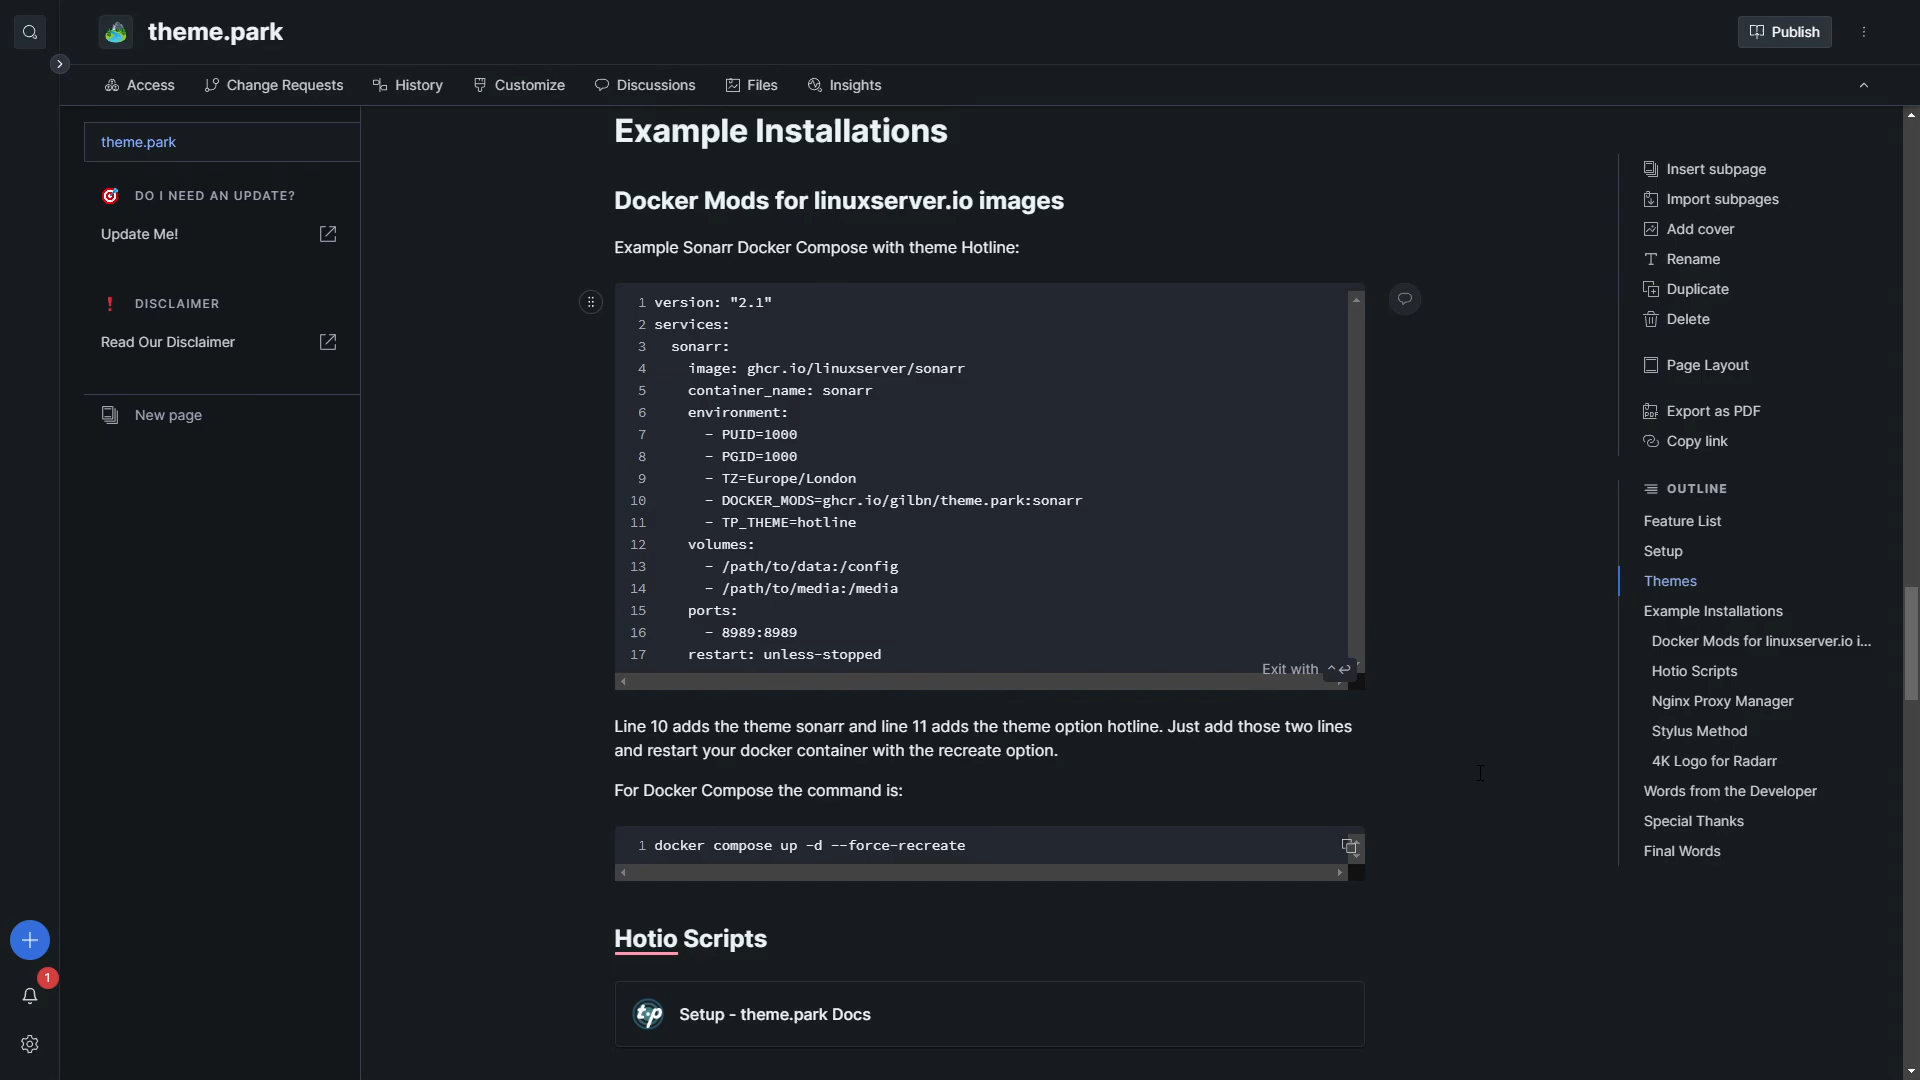 theme.park
Publish
Access
Change Requests
History
Customize
Discussions
Files
Insights
theme.park
DO I NEED AN UPDATE?
Update Me!
DISCLAIMER
Read Our Disclaimer
New page
Example Installations
Docker Mods for linuxserver.io images
Example Sonarr Docker Compose with theme Hotline:
1 version: "2.1"
2 services:
3   sonarr:
4     image: ghcr.io/linuxserver/sonarr
5     container_name: sonarr
6     environment:
7       - PUID=1000
8       - PGID=1000
9       - TZ=Europe/London
10       - DOCKER_MODS=ghcr.io/gilbn/theme.park:sonarr
11       - TP_THEME=hotline
12     volumes:
13       - /path/to/data:/config
14       - /path/to/media:/media
15     ports:
16       - 8989:8989
17     restart: unless-stopped
Exit with ^↩
Line 10 adds the theme sonarr and line 11 adds the theme option hotline. Just add those two lines
and restart your docker container with the recreate option.
For Docker Compose the command is:
1 docker compose up -d --force-recreate
Hotio Scripts
Setup - theme.park Docs
Insert subpage
Import subpages
Add cover
Rename
Duplicate
Delete
Page Layout
Export as PDF
Copy link
OUTLINE
Feature List
Setup
Themes
Example Installations
Docker Mods for linuxserver.io i...
Hotio Scripts
Nginx Proxy Manager
Stylus Method
4K Logo for Radarr
Words from the Developer
Special Thanks
Final Words
1
tp